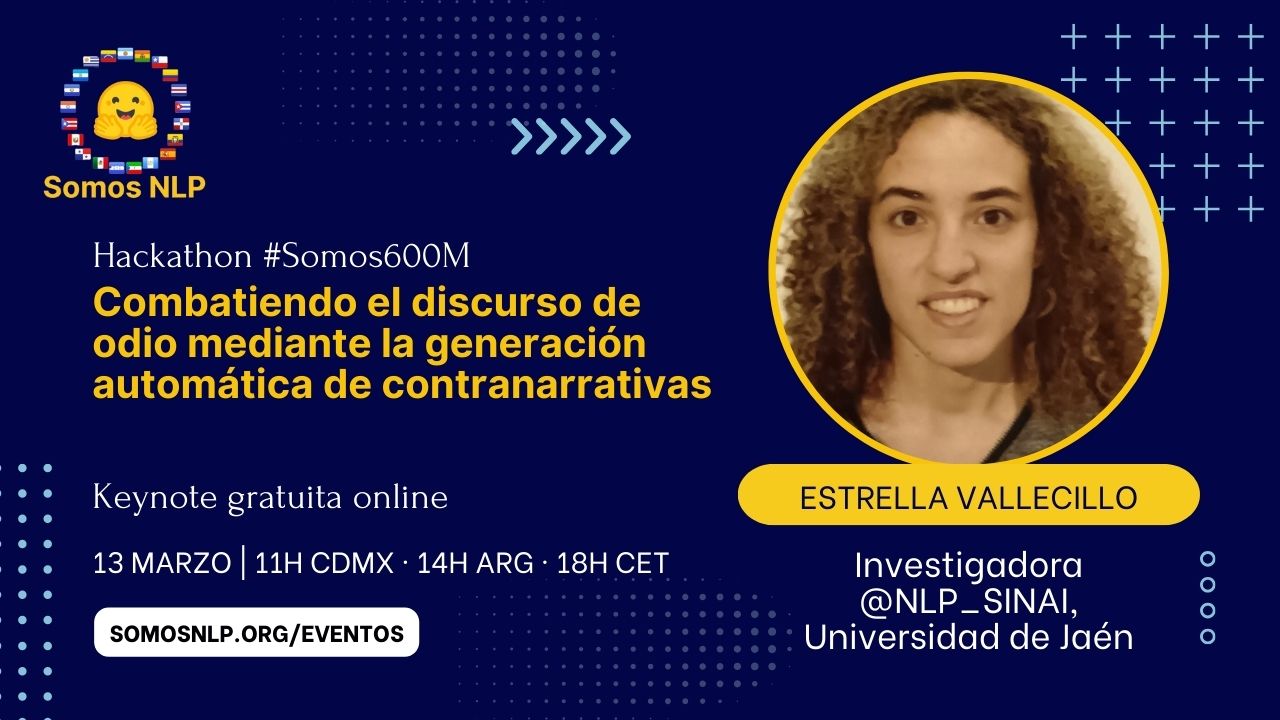 Somos NLP
Hackathon #Somos600M
Combatiendo el discurso de
odio mediante la generación
automática de contranarrativas
Keynote gratuita online
13 MARZO | 11H CDMX · 14H ARG · 18H CET
SOMOSNLP.ORG/EVENTOS
ESTRELLA VALLECILLO
Investigadora
@NLP_SINAI,
Universidad de Jaén